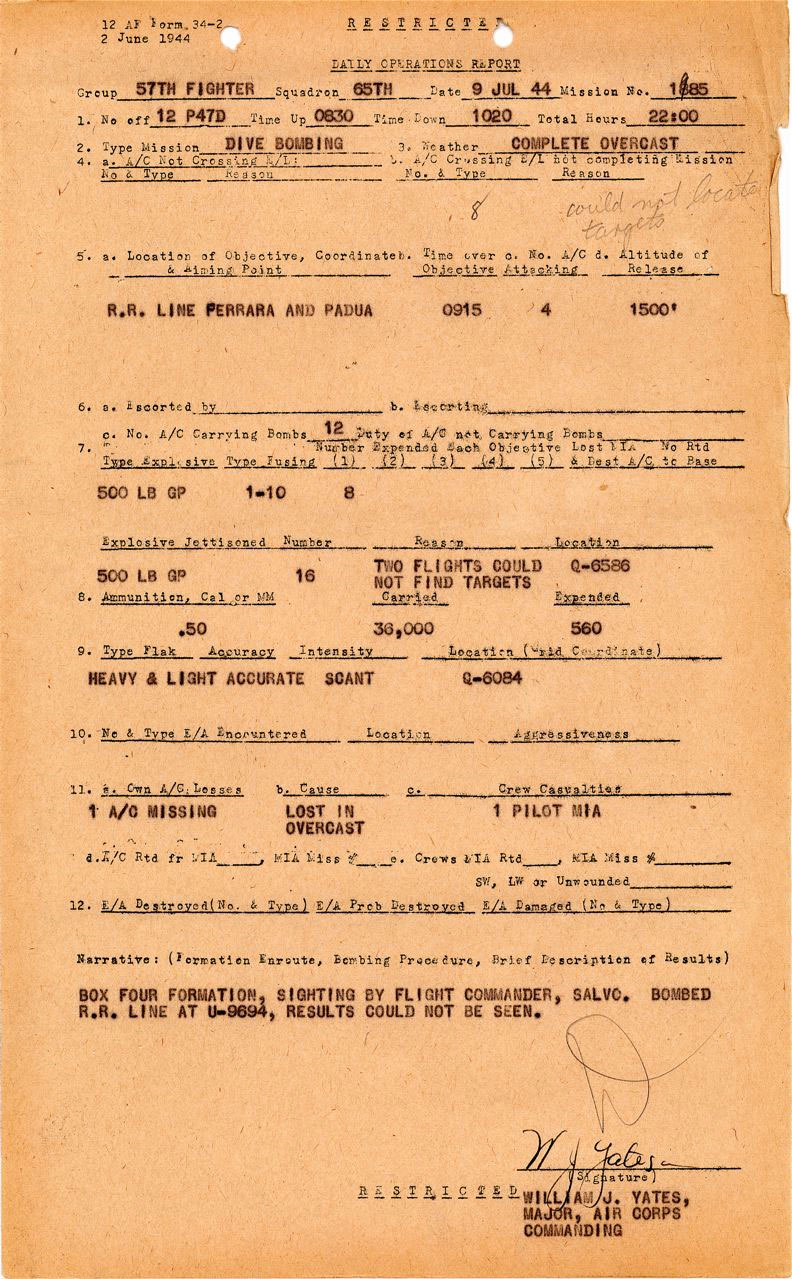 12 AF Form 34-2
2 June 1944
R E S T R I C T E D
DAILY OPERATIONS REPORT
Group 57TH FIGHTER Squadron 65TH Date 9 JUL 44 Mission No. 1085
1. No off 12 P47D Time Up 0830 Time Down 1020 Total Hours 22:00
2. Type Mission DIVE BOMBING 3. Weather COMPLETE OVERCAST
4. a. A/C Not Crossing E/L: b. A/C Crossing E/L not completing Mission
No & Type Reason No. & Type Reason
8 could not locate
targets
5. a. Location of Objective, Coordinate b. Time over c. No. A/C d. Altitude of
& Aiming Point Objective Attacking Release
R.R. LINE FERRARA AND PADUA 0915 4 1500'
6. a. Escorted by b. Escorting
c. No. A/C Carrying Bombs 12 Duty of A/C not Carrying Bombs
7. Number Expended Each Objective Lost MIA No Rtd
Type Explosive Type Fusing (1) (2) (3) (4) (5) & Dest A/C to Base
500 LB GP 1-10 8
Explosive Jettisoned Number Reason Location
500 LB GP 16 TWO FLIGHTS COULD Q-6586
NOT FIND TARGETS
8. Ammunition, Cal or MM Carried Expended
.50 36,000 560
9. Type Flak Accuracy Intensity Location (Grid Coordinate)
HEAVY & LIGHT ACCURATE SCANT Q-6084
10. No & Type E/A Encountered Location Aggressiveness
11. a. Own A/C Losses b. Cause c. Crew Casualties
1 A/C MISSING LOST IN 1 PILOT MIA
OVERCAST
d. A/C Rtd fr MIA , MIA Miss # e. Crews MIA Rtd , MIA Miss #
SW, LW or Unwounded
12. E/A Destroyed(No. & Type) E/A Prob Destroyed E/A Damaged (No & Type)
Narrative: (Formation Enroute, Bombing Procedure, Brief Description of Results)
BOX FOUR FORMATION, SIGHTING BY FLIGHT COMMANDER, SALVO. BOMBED
R.R. LINE AT U-9694, RESULTS COULD NOT BE SEEN.
W J Yates
(Signature)
R E S T R I C T E D
WILLIAM J. YATES,
MAJOR, AIR CORPS
COMMANDING